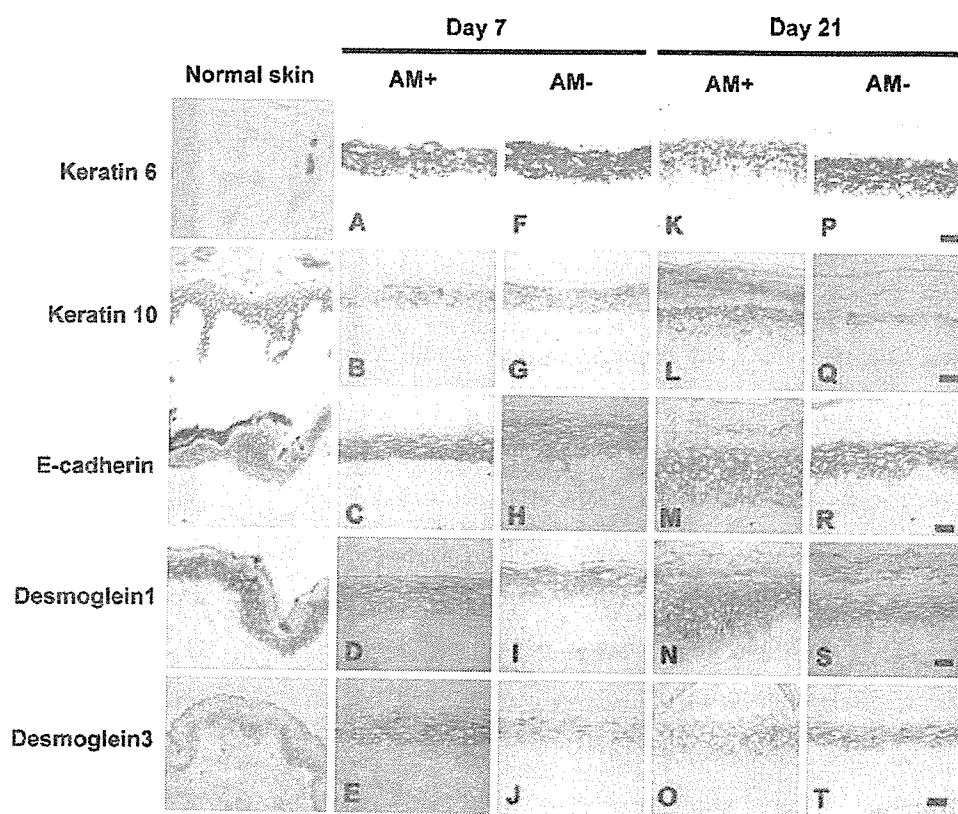 Day 7 Day 21
Normal skin AM+ AM- AM+ AM-
Keratin 6 A F K P
Keratin 10 B G L Q
E-cadherin C H M R
Desmoglein1 D I N S
Desmoglein3 E J O T